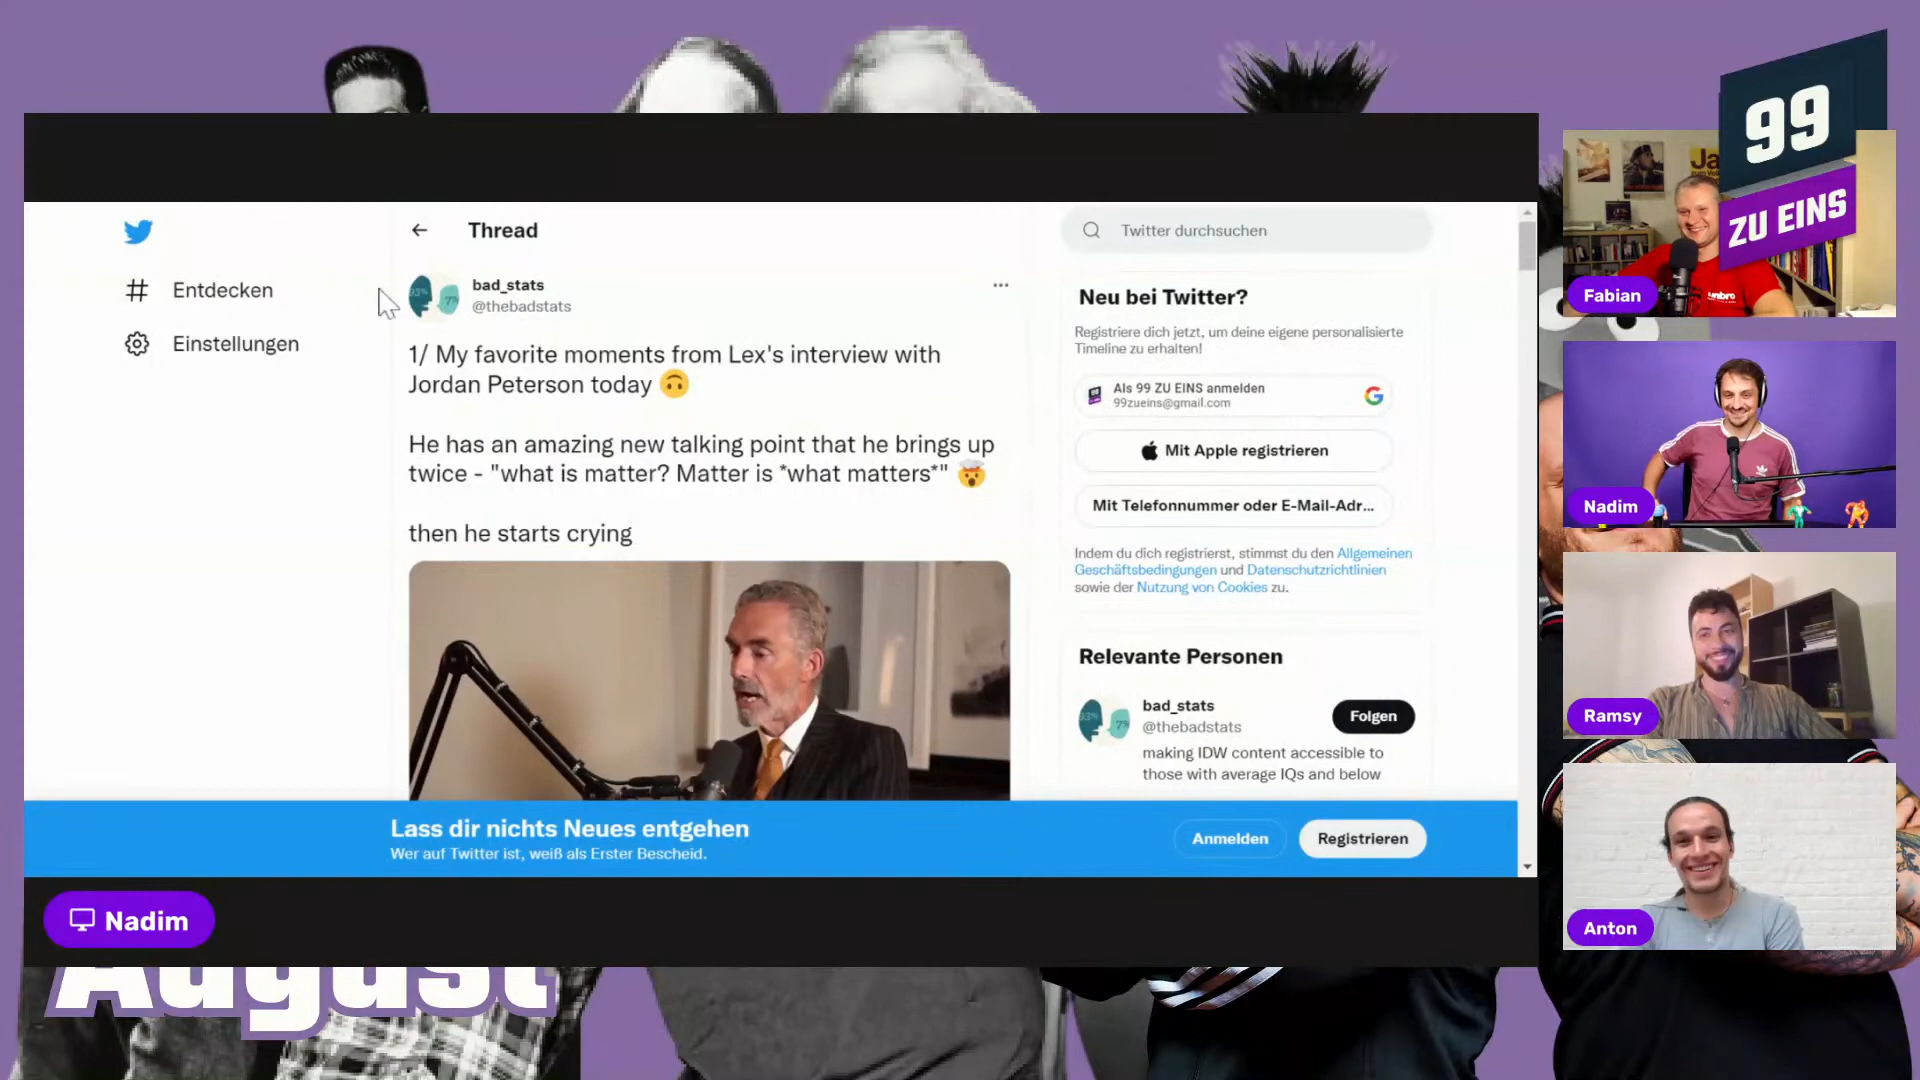 Thread
Entdecken
Einstellungen
bad_stats
@thebadstats
1/ My favorite moments from Lex's interview with
Jordan Peterson today 🙃
He has an amazing new talking point that he brings up
twice - "what is matter? Matter is *what matters*" 🤯
then he starts crying
Twitter durchsuchen
Neu bei Twitter?
Registriere dich jetzt, um deine eigene personalisierte
Timeline zu erhalten!
Als 99 ZU EINS anmelden
99zueins@gmail.com
Mit Apple registrieren
Mit Telefonnummer oder E-Mail-Adr...
Indem du dich registrierst, stimmst du den Allgemeinen
Geschäftsbedingungen und Datenschutzrichtlinien
sowie der Nutzung von Cookies zu.
Relevante Personen
bad_stats
@thebadstats
Folgen
making IDW content accessible to
those with average IQs and below
Lass dir nichts Neues entgehen
Wer auf Twitter ist, weiß als Erster Bescheid.
Anmelden
Registrieren
Nadim
August
99
ZU EINS
Ja
umbro
Fabian
Nadim
Ramsy
Anton
93%
7%
93%
7%